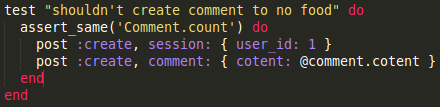 test "shouldn't create comment to no food" do
  assert_same('Comment.count') do
    post :create, session: { user_id: 1 }
    post :create, comment: { cotent: @comment.cotent }
  end
end